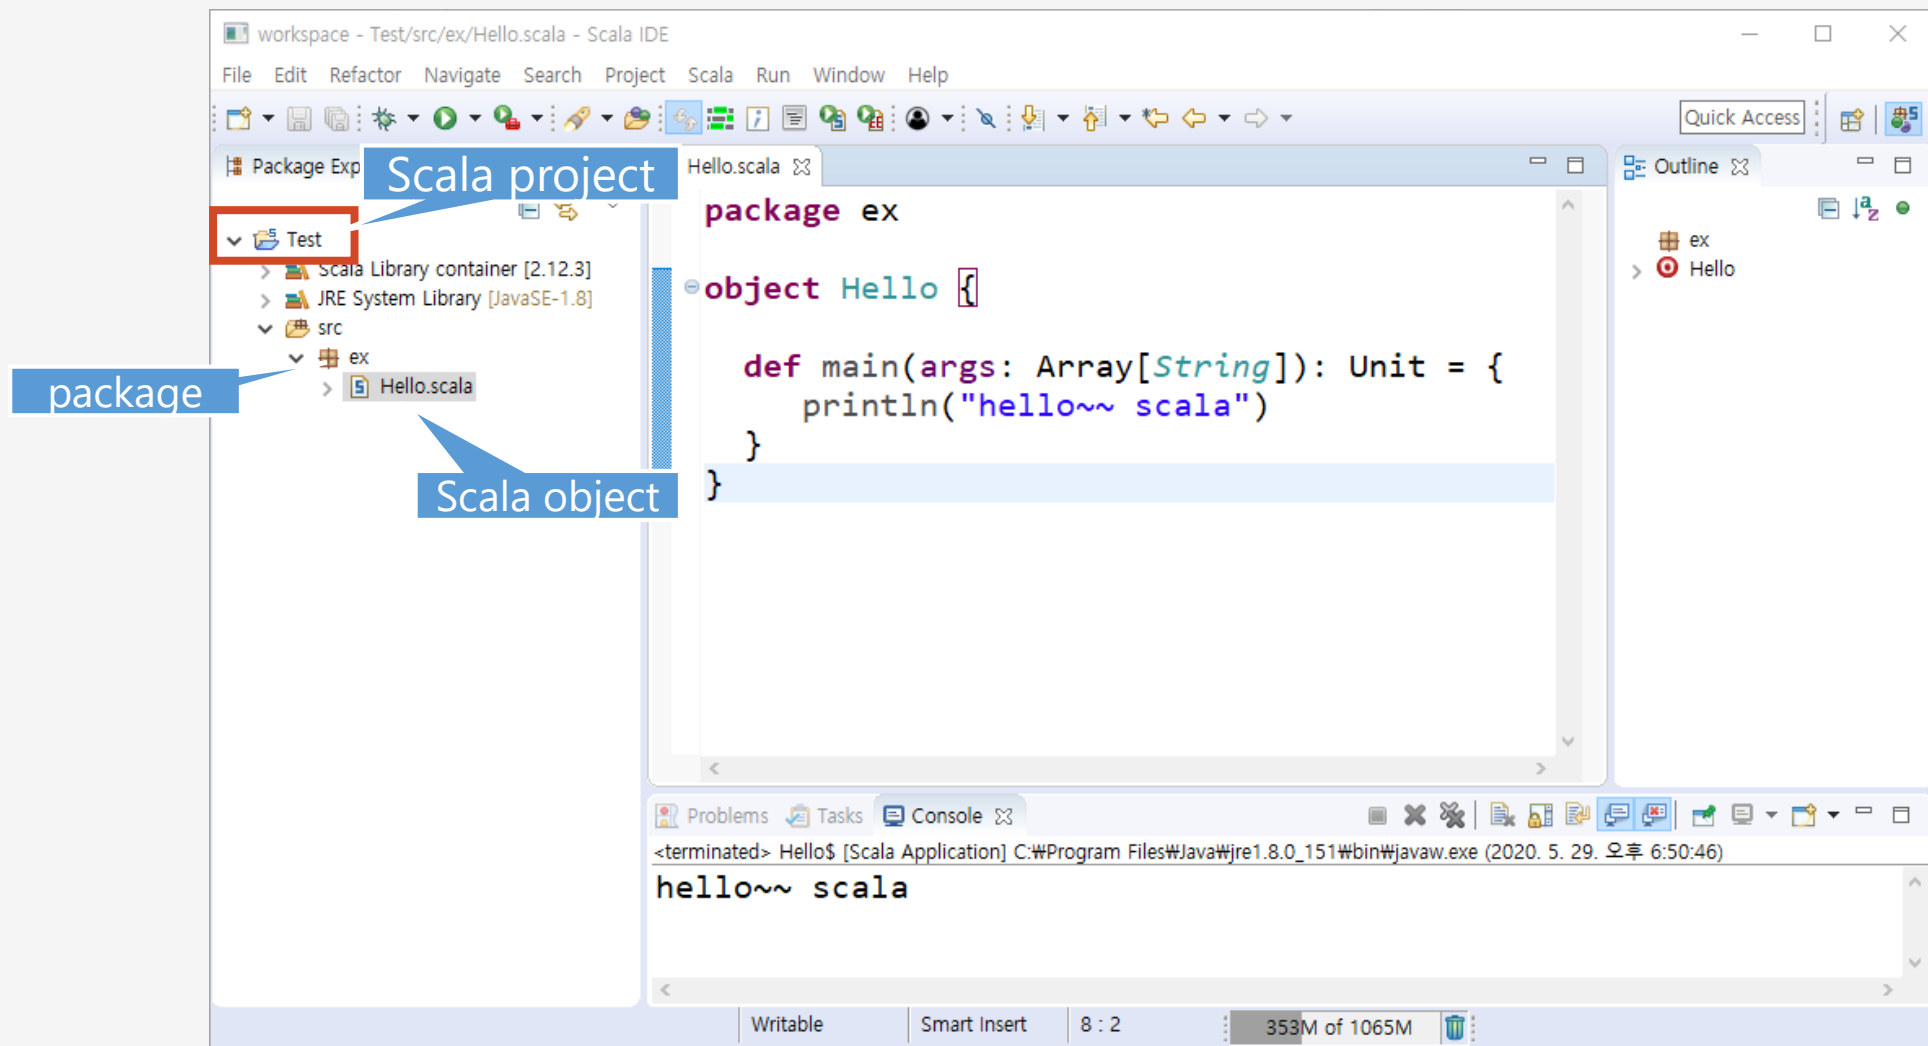 workspace - Test/src/ex/Hello.scala - Scala IDE
File Edit Refactor Navigate Search Project Scala Run Window Help
Quick Access
Package Exp
Scala project
Hello.scala
Outline
Test
Scala Library container [2.12.3]
JRE System Library [JavaSE-1.8]
src
ex
Hello.scala
package
Scala object
package ex
object Hello {
def main(args: Array[String]): Unit = {
println("hello~~ scala")
}
}
ex
Hello
Problems Tasks Console
<terminated> Hello$ [Scala Application] C:₩Program Files₩Java₩jre1.8.0_151₩bin₩javaw.exe (2020. 5. 29. 오후 6:50:46)
hello~~ scala
Writable Smart Insert 8 : 2 353M of 1065M